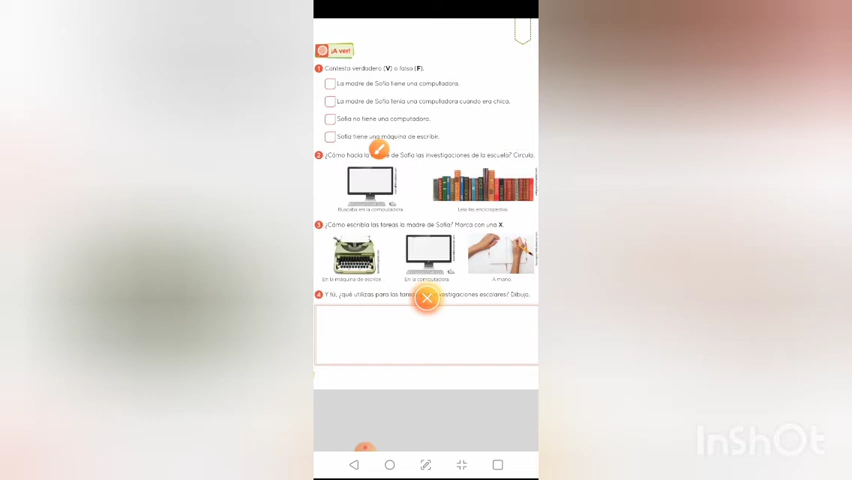 ¡A ver!
1 Contesta verdadero (V) o falso (F).
La madre de Sofía tiene una computadora.
La madre de Sofía tenía una computadora cuando era chica.
Sofía no tiene una computadora.
Sofía tiene una máquina de escribir.
2 ¿Cómo hacía la de Sofía las investigaciones de la escuela? Circula.
Buscaba en la computadora.
Leía las enciclopedias.
3 ¿Cómo escribía las tareas la madre de Sofía? Marca con una X.
En la máquina de escribir.
En la computadora.
A mano.
4 Y tú, ¿qué utilizas para las tareas investigaciones escolares? Dibuja.
InShOt